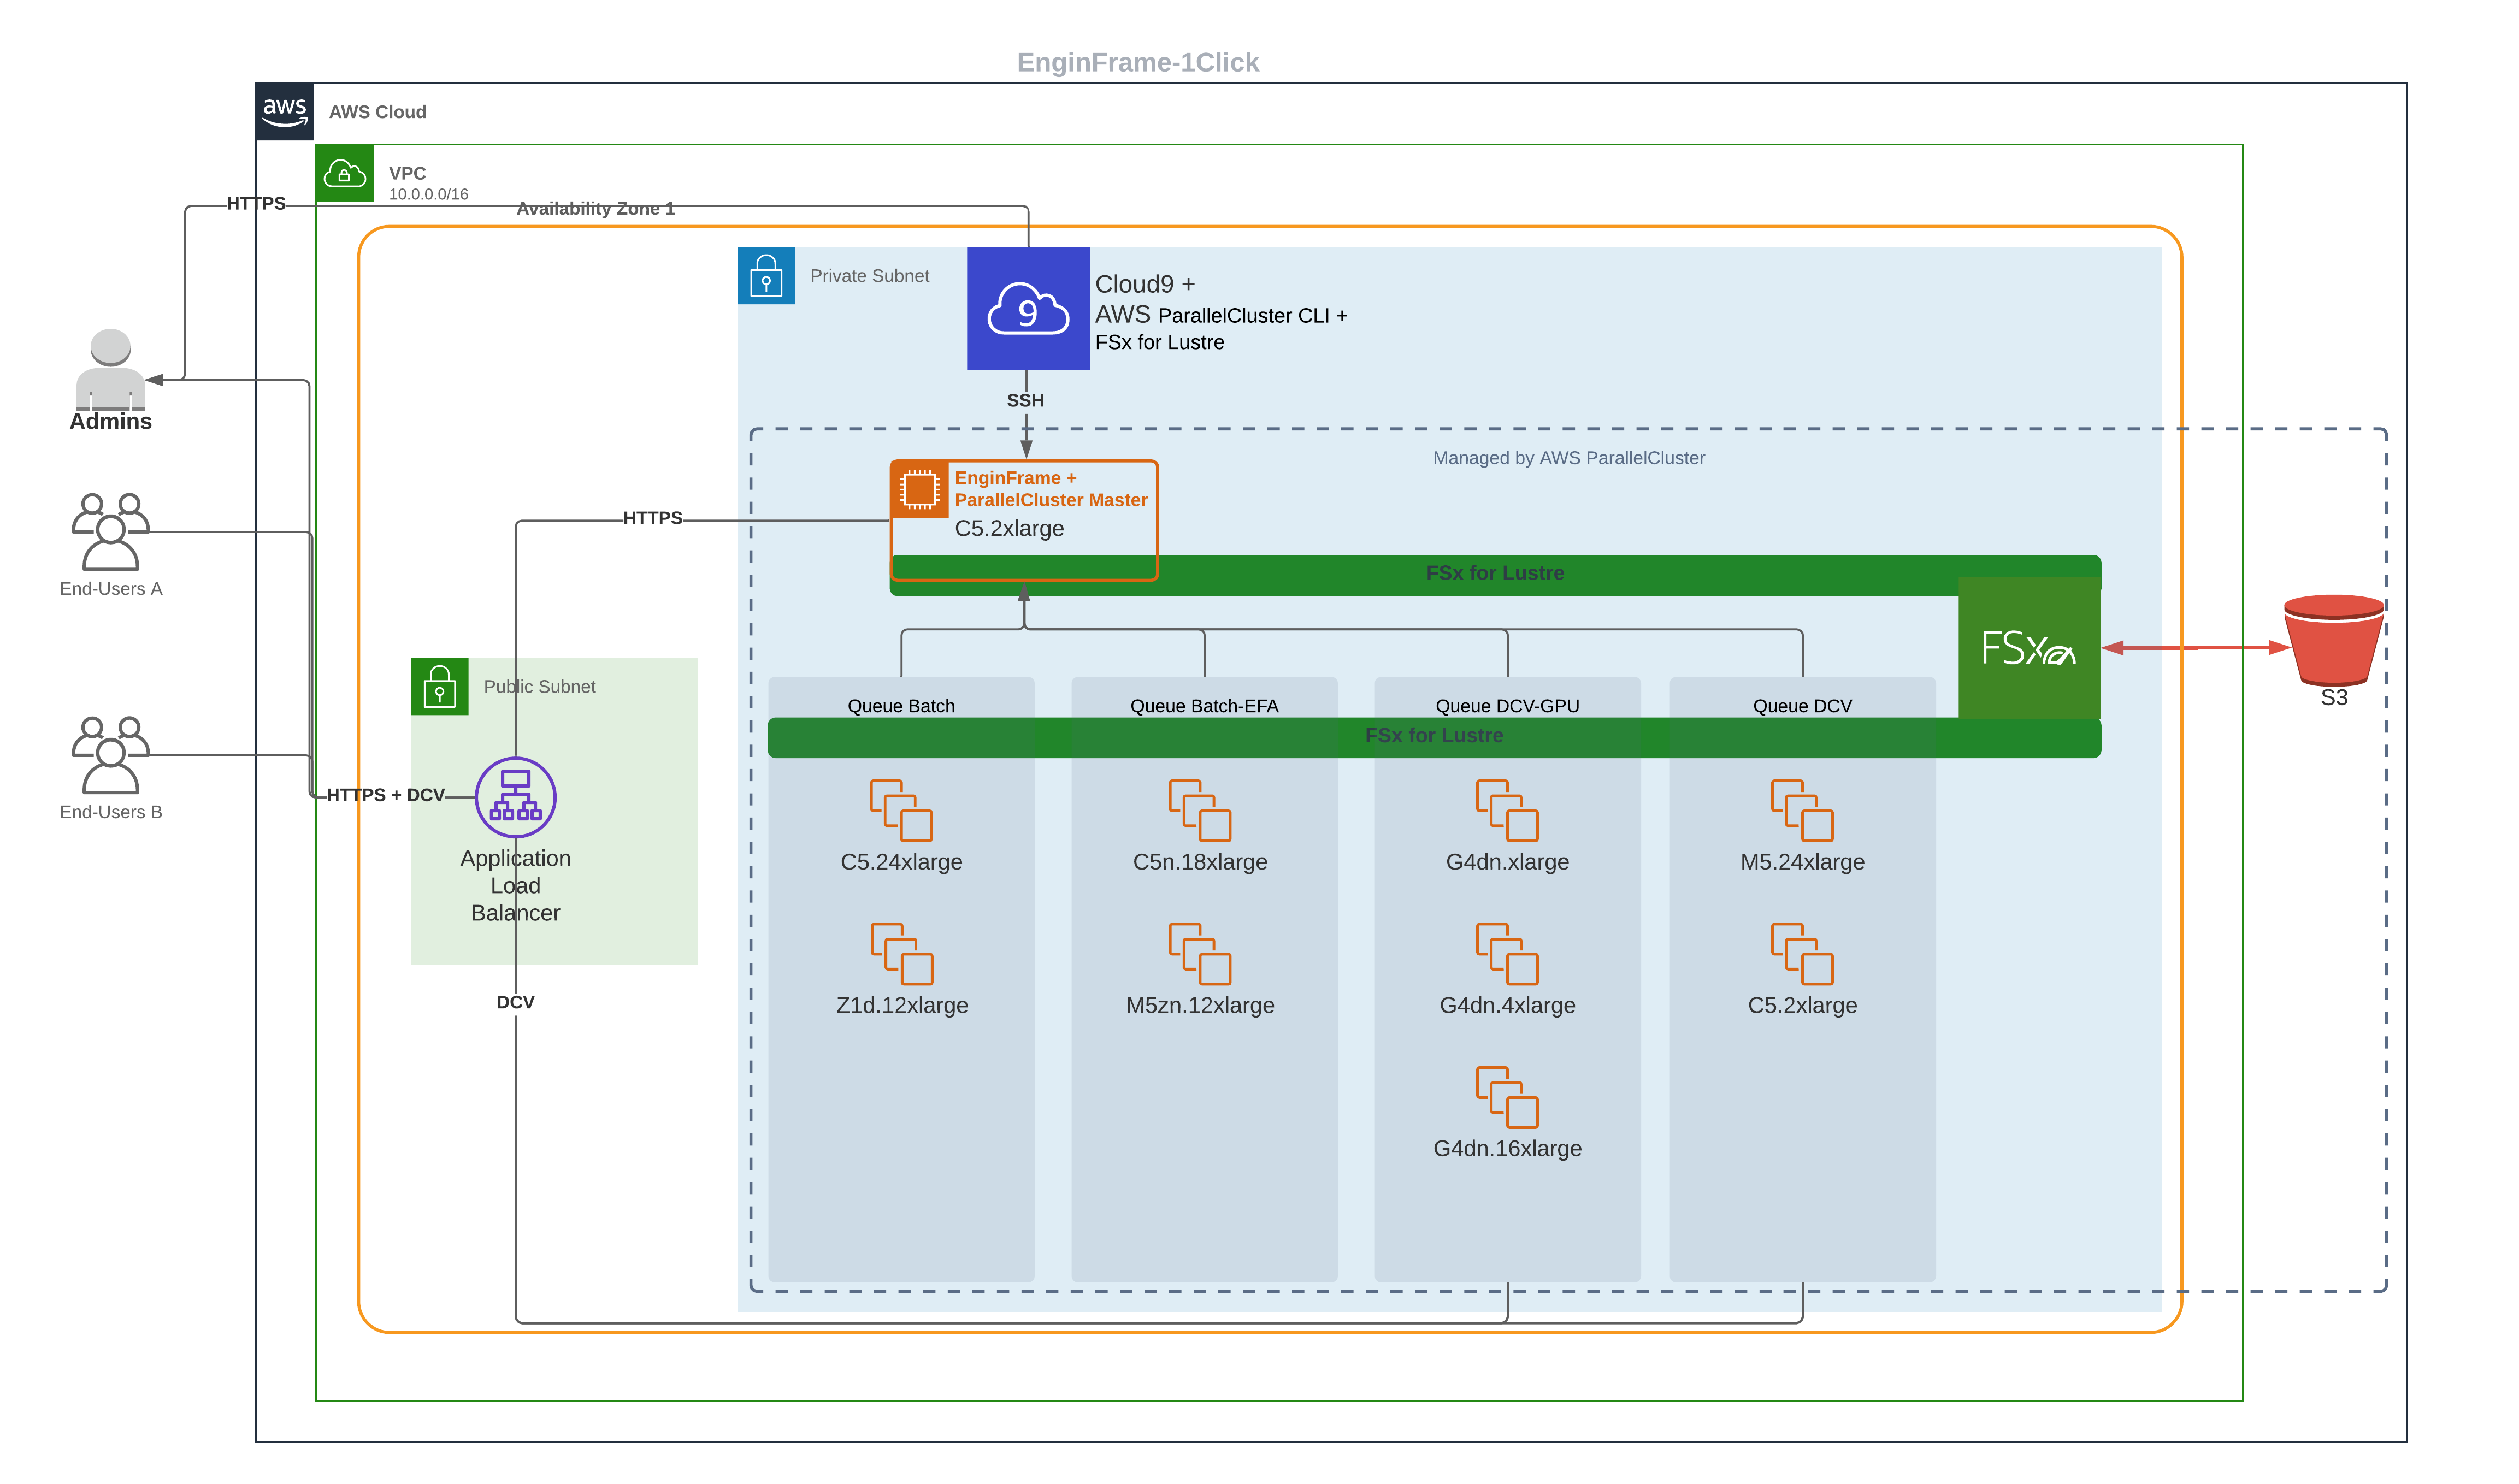 EnginFrame-1Click
aws
AWS Cloud
VPC
10.0.0.0/16
HTTPS
Availability Zone 1
Private Subnet
9
Cloud9 +
AWS ParallelCluster CLI +
FSx for Lustre
Admins
SSH
Managed by AWS ParallelCluster
EnginFrame +
ParallelCluster Master
C5.2xlarge
HTTPS
FSx for Lustre
End-Users A
FSx
S3
Public Subnet
Queue Batch
Queue Batch-EFA
Queue DCV-GPU
Queue DCV
FSx for Lustre
HTTPS + DCV
End-Users B
Application
Load
Balancer
C5.24xlarge
C5n.18xlarge
G4dn.xlarge
M5.24xlarge
DCV
Z1d.12xlarge
M5zn.12xlarge
G4dn.4xlarge
C5.2xlarge
G4dn.16xlarge